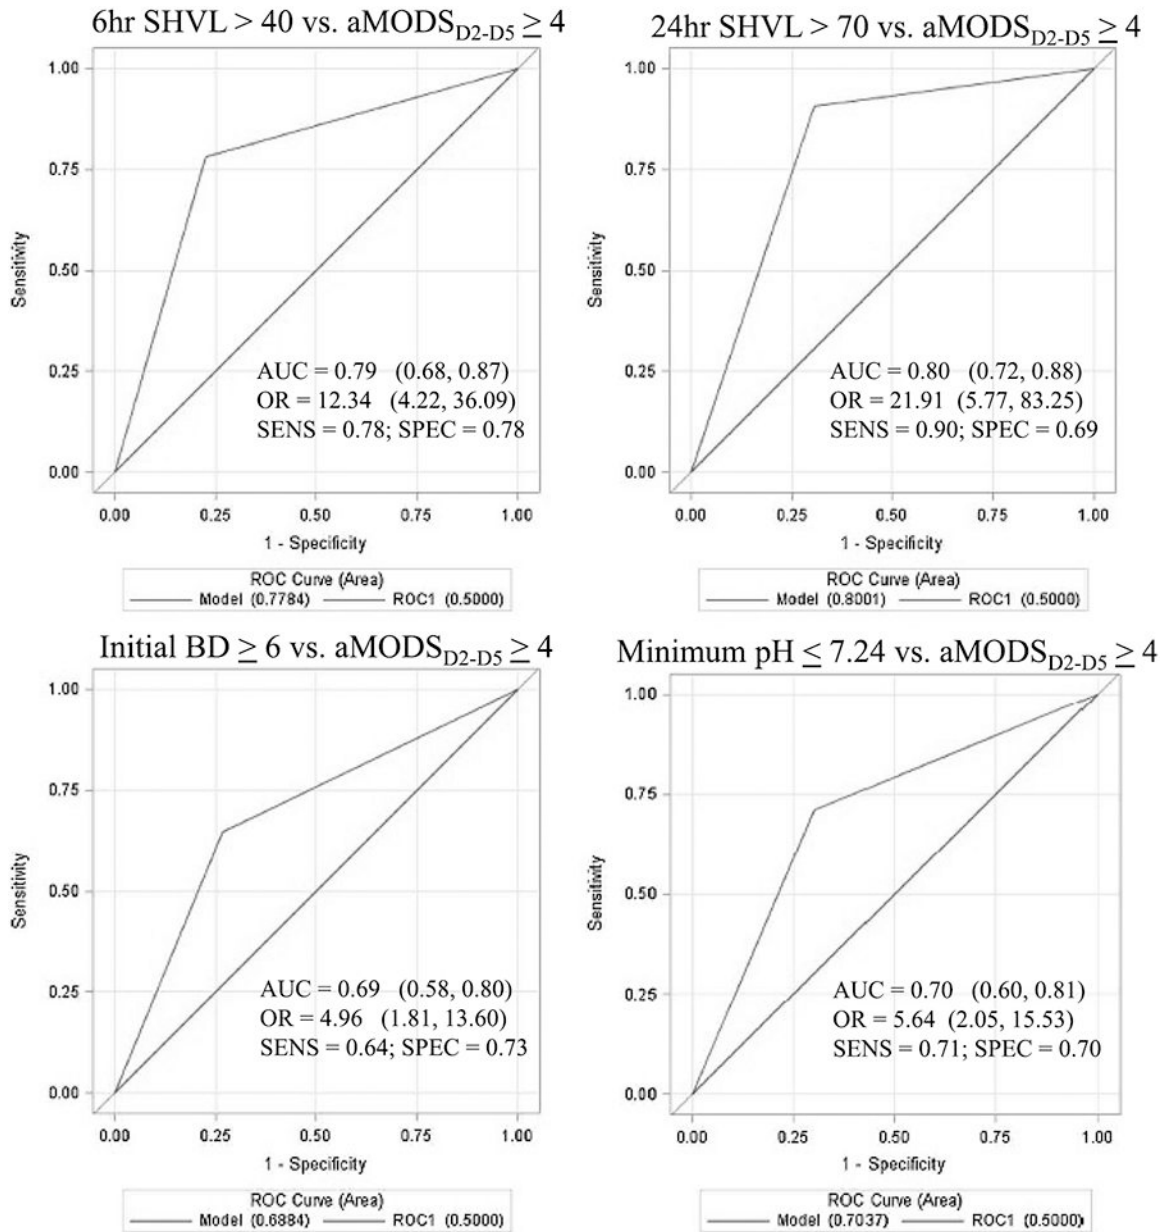 6hr SHVL > 40 vs. aMODS D2-D5 ≥ 4
1.00
0.75
0.50
0.25
0.00
Sensitivity
AUC = 0.79 (0.68, 0.87)
OR = 12.34 (4.22, 36.09)
SENS = 0.78; SPEC = 0.78
0.00 0.25 0.50 0.75 1.00
1 - Specificity
ROC Curve (Area)
Model (0.7784) ROC1 (0.5000)
24hr SHVL > 70 vs. aMODS D2-D5 ≥ 4
1.00
0.75
0.50
0.25
0.00
Sensitivity
AUC = 0.80 (0.72, 0.88)
OR = 21.91 (5.77, 83.25)
SENS = 0.90; SPEC = 0.69
0.00 0.25 0.50 0.75 1.00
1 - Specificity
ROC Curve (Area)
Model (0.8001) ROC1 (0.5000)
Initial BD ≥ 6 vs. aMODS D2-D5 ≥ 4
1.00
0.75
0.50
0.25
0.00
Sensitivity
AUC = 0.69 (0.58, 0.80)
OR = 4.96 (1.81, 13.60)
SENS = 0.64; SPEC = 0.73
0.00 0.25 0.50 0.75 1.00
1 - Specificity
ROC Curve (Area)
Model (0.6884) ROC1 (0.5000)
Minimum pH ≤ 7.24 vs. aMODS D2-D5 ≥ 4
1.00
0.75
0.50
0.25
0.00
Sensitivity
AUC = 0.70 (0.60, 0.81)
OR = 5.64 (2.05, 15.53)
SENS = 0.71; SPEC = 0.70
0.00 0.25 0.50 0.75 1.00
1 - Specificity
ROC Curve (Area)
Model (0.7037) ROC1 (0.5000)